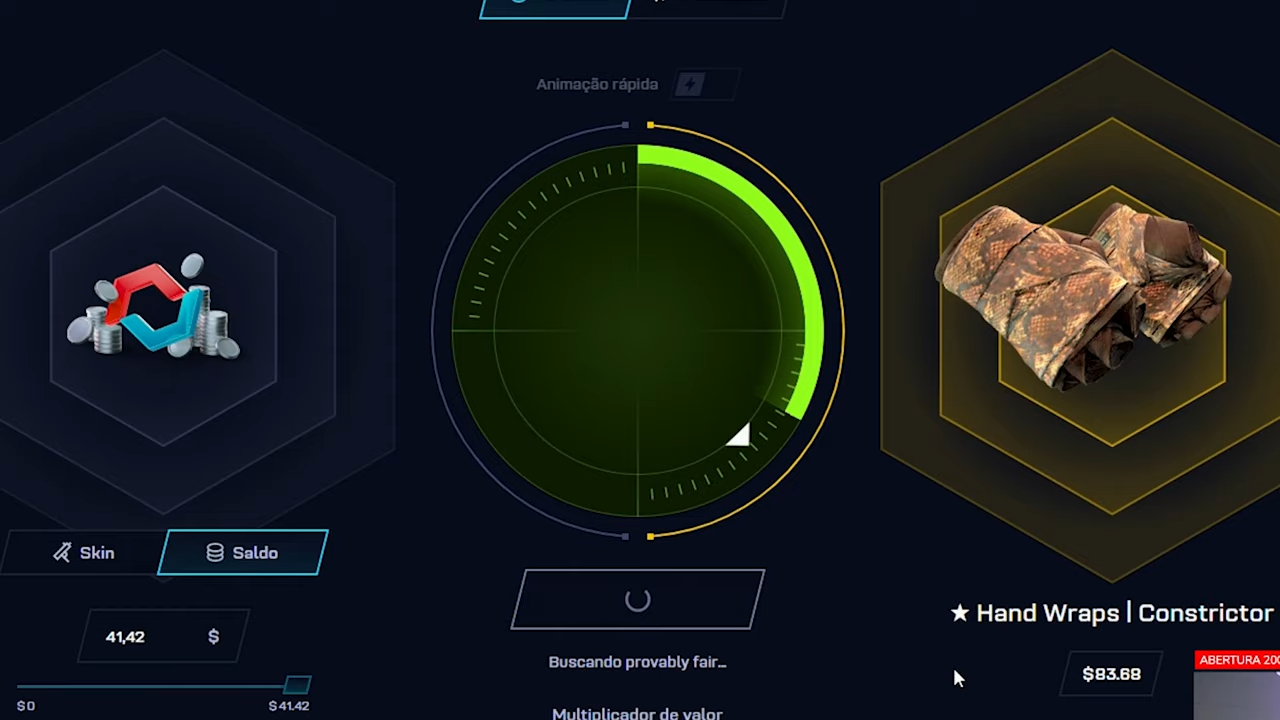 Animação rápida
Skin
Saldo
41,42 $
$0
$41.42
Buscando provably fair...
Multiplicador de valor
★ Hand Wraps | Constrictor
$83.68
ABERTURA 200